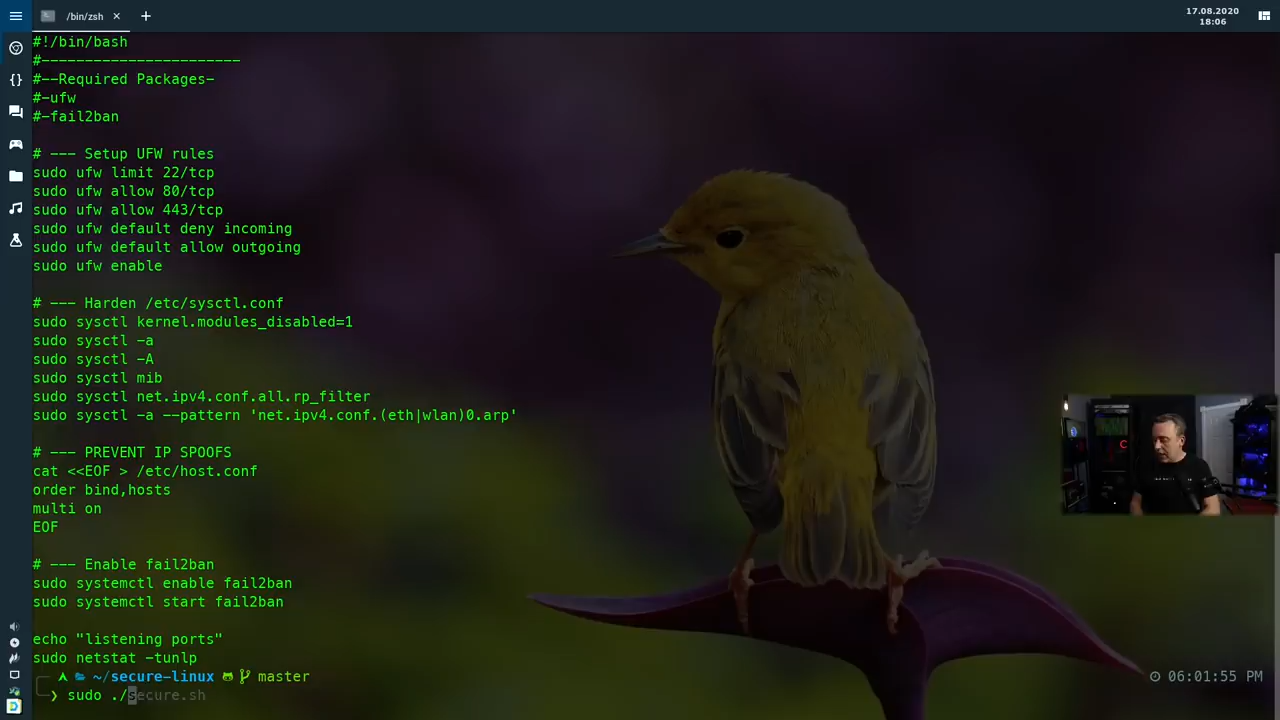 /bin/zsh
17.08.2020
18:06
#!/bin/bash
#-----------------------
#--Required Packages-
#-ufw
#-fail2ban
# --- Setup UFW rules
sudo ufw limit 22/tcp
sudo ufw allow 80/tcp
sudo ufw allow 443/tcp
sudo ufw default deny incoming
sudo ufw default allow outgoing
sudo ufw enable
# --- Harden /etc/sysctl.conf
sudo sysctl kernel.modules_disabled=1
sudo sysctl -a
sudo sysctl -A
sudo sysctl mib
sudo sysctl net.ipv4.conf.all.rp_filter
sudo sysctl -a --pattern 'net.ipv4.conf.(eth|wlan)0.arp'
# --- PREVENT IP SPOOFS
cat <<EOF > /etc/host.conf
order bind,hosts
multi on
EOF
# --- Enable fail2ban
sudo systemctl enable fail2ban
sudo systemctl start fail2ban
echo "listening ports"
sudo netstat -tunlp
~/secure-linux master 06:01:55 PM
❯ sudo ./secure.sh